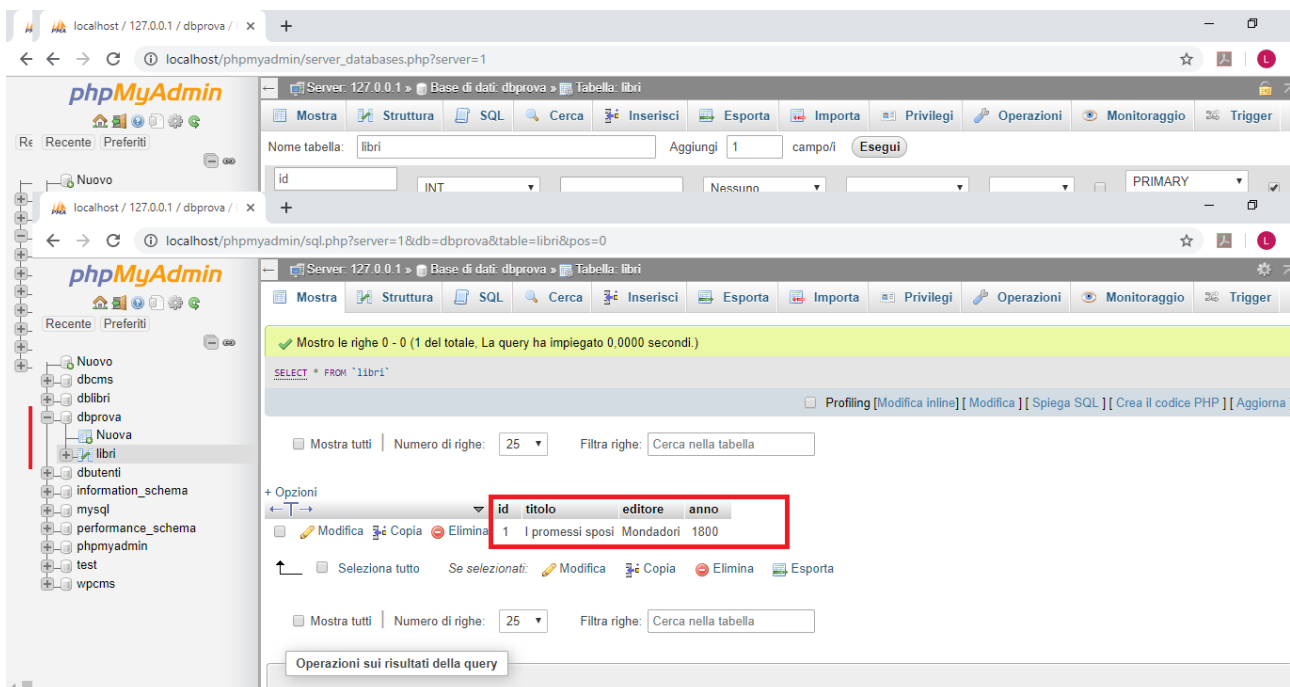 localhost / 127.0.0.1 / dbprova / l × +
localhost/phpmyadmin/server_databases.php?server=1
phpMyAdmin
Server: 127.0.0.1 » Base di dati: dbprova » Tabella: libri
Mostra Struttura SQL Cerca Inserisci Esporta Importa Privilegi Operazioni Monitoraggio Trigger
Re Recente Preferiti
Nome tabella: libri Aggiungi 1 campo/i Esegui
Nuovo
id INT Nessuno PRIMARY
localhost / 127.0.0.1 / dbprova / l × +
localhost/phpmyadmin/sql.php?server=1&db=dbprova&table=libri&pos=0
phpMyAdmin
Server: 127.0.0.1 » Base di dati: dbprova » Tabella: libri
Mostra Struttura SQL Cerca Inserisci Esporta Importa Privilegi Operazioni Monitoraggio Trigger
Recente Preferiti
Nuovo
dbcms
dblibri
dbprova
Nuova
libri
dbutenti
information_schema
mysql
performance_schema
phpmyadmin
test
wpcms
Mostro le righe 0 - 0 (1 del totale, La query ha impiegato 0,0000 secondi.)
SELECT * FROM `libri`
Profiling [Modifica inline] [ Modifica ] [ Spiega SQL ] [ Crea il codice PHP ] [ Aggiorna
Mostra tutti | Numero di righe: 25 Filtra righe: Cerca nella tabella
+ Opzioni
←T→ id titolo editore anno
Modifica Copia Elimina 1 I promessi sposi Mondadori 1800
Seleziona tutto Se selezionati: Modifica Copia Elimina Esporta
Mostra tutti | Numero di righe: 25 Filtra righe: Cerca nella tabella
Operazioni sui risultati della query